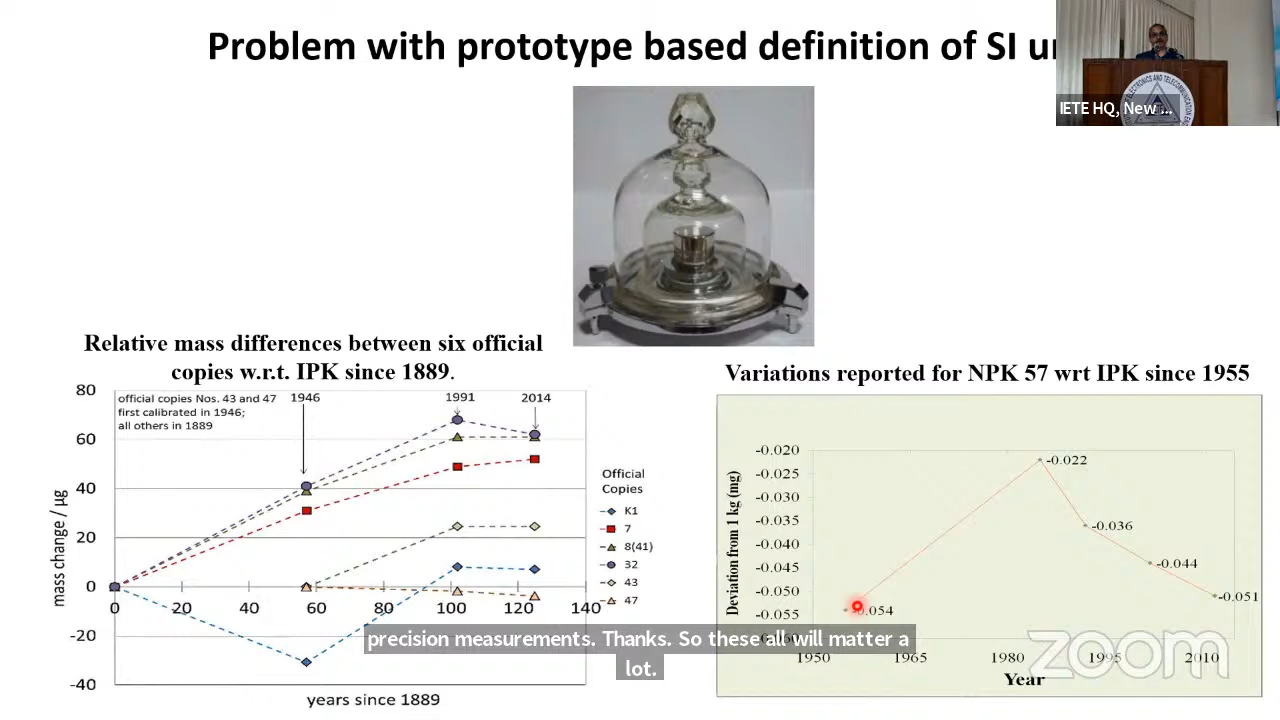 Problem with prototype based definition of SI
IETE HQ, New ...
ELECTRONICS AND TELECOMMUNICATION
Relative mass differences between six official
copies w.r.t. IPK since 1889.
80
60
40
20
0
-20
-40
mass change / µg
official copies Nos. 43 and 47
first calibrated in 1946;
all others in 1889
1946
1991
2014
0
20
40
60
80
100
120
140
years since 1889
Official
Copies
K1
7
8(41)
32
43
47
Variations reported for NPK 57 wrt IPK since 1955
Deviation from 1 kg (mg)
-0.020
-0.025
-0.030
-0.035
-0.040
-0.045
-0.050
-0.055
-0.022
-0.036
-0.044
-0.051
1950
1965
1980
1995
2010
Year
precision measurements. Thanks. So these all will matter a
lot.
zoom